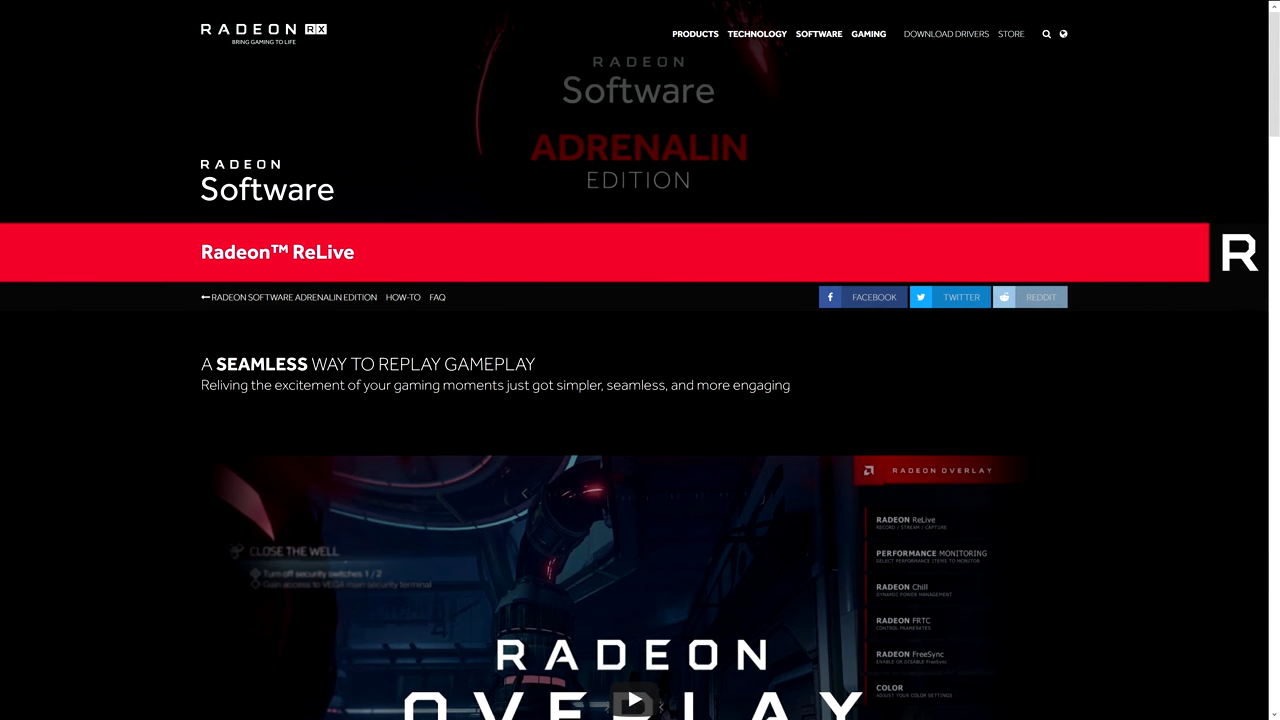 RADEON RX
BRING GAMING TO LIFE
PRODUCTS TECHNOLOGY SOFTWARE GAMING DOWNLOAD DRIVERS STORE
RADEON
Software
ADRENALIN
EDITION
RADEON
Software
Radeon™ ReLive
R
RADEON SOFTWARE ADRENALIN EDITION HOW-TO FAQ
FACEBOOK TWITTER REDDIT
A SEAMLESS WAY TO REPLAY GAMEPLAY
Reliving the excitement of your gaming moments just got simpler, seamless, and more engaging
RADEON OVERLAY
CLOSE THE WELL
Turn off security switches 1 / 2
Gain access to VEGA main security terminal
RADEON ReLive
RECORD / STREAM / CAPTURE
PERFORMANCE MONITORING
SELECT PERFORMANCE ITEMS TO MONITOR
RADEON Chill
DYNAMIC POWER MANAGEMENT
RADEON FRTC
CONTROL FRAMERATES
RADEON FreeSync
ENABLE OR DISABLE FreeSync
COLOR
ADJUST YOUR COLOR SETTINGS
RADEON
OVERLAY